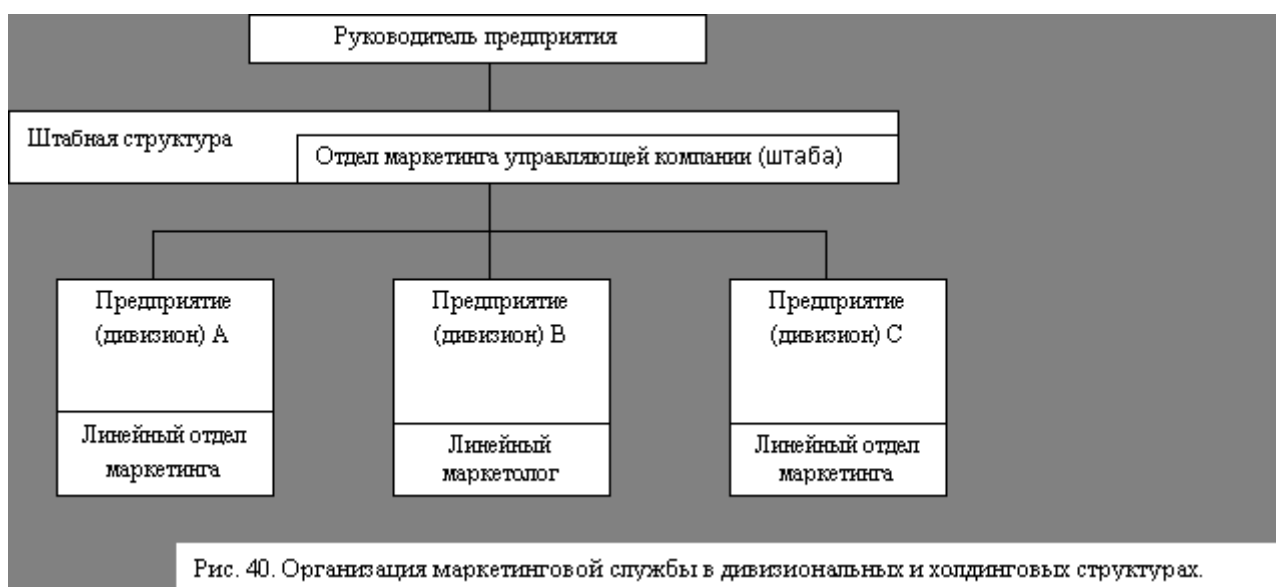 Руководитель предприятия
Штабная структура
Отдел маркетинга управляющей компании (штаба)
Предприятие
(дивизион) А
Линейный отдел
маркетинга
Предприятие
(дивизион) В
Линейный
маркетолог
Предприятие
(дивизион) С
Линейный отдел
маркетинга
Рис. 40. Организация маркетинговой службы в дивизиональных и холдинговых структурах.